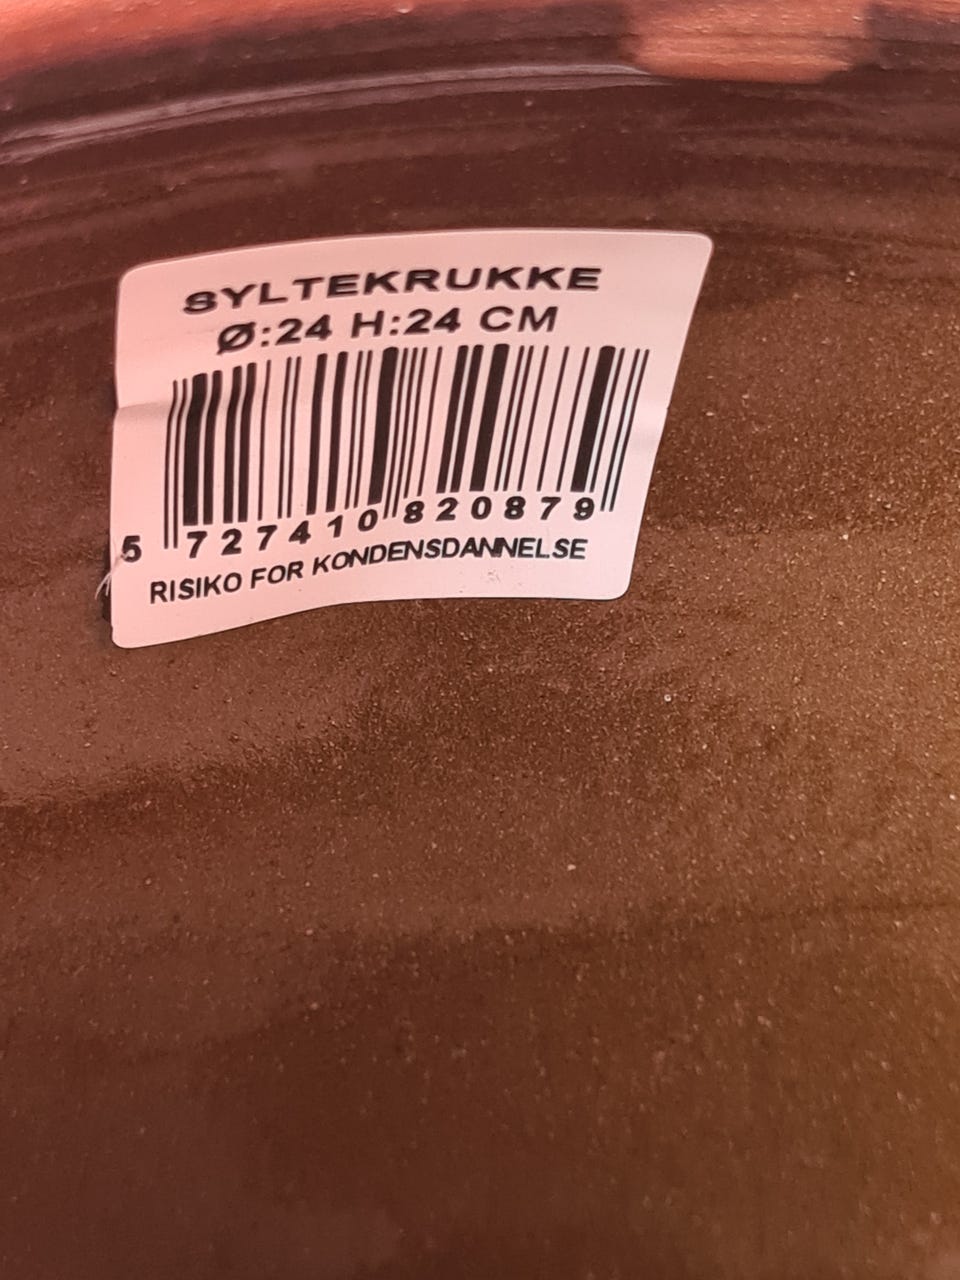 SYLTEKRUKKE
Ø:24 H:24 CM
5 727410 820879
RISIKO FOR KONDENSDANNELSE